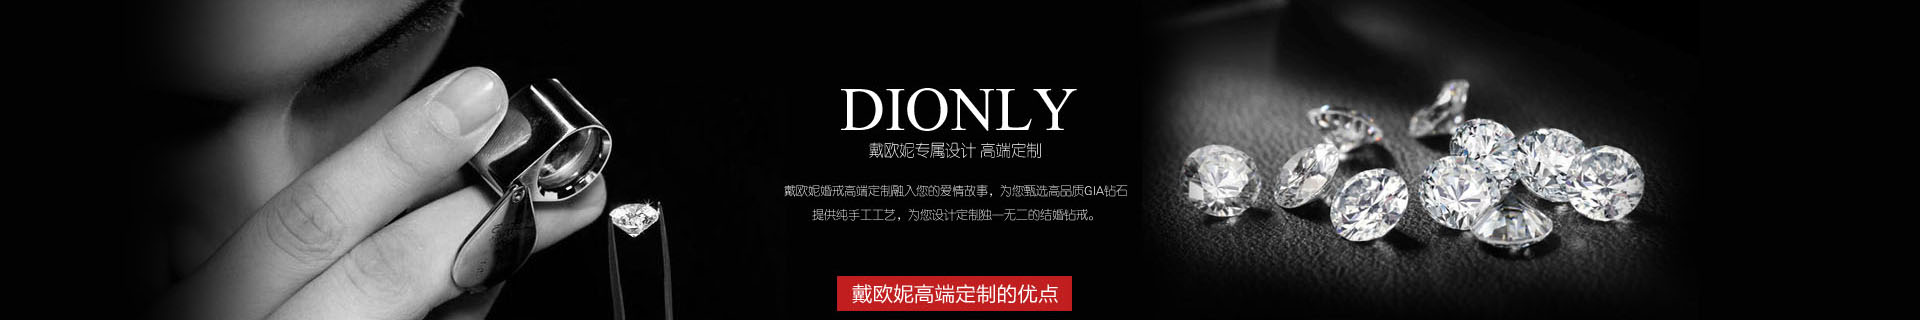 DIONLY
戴欧妮专属设计 高端定制
戴欧妮婚戒高端定制融入您的爱情故事，为您甄选高品质GIA钻石
提供纯手工工艺，为您设计定制独一无二的结婚钻戒。
戴欧妮高端定制的优点